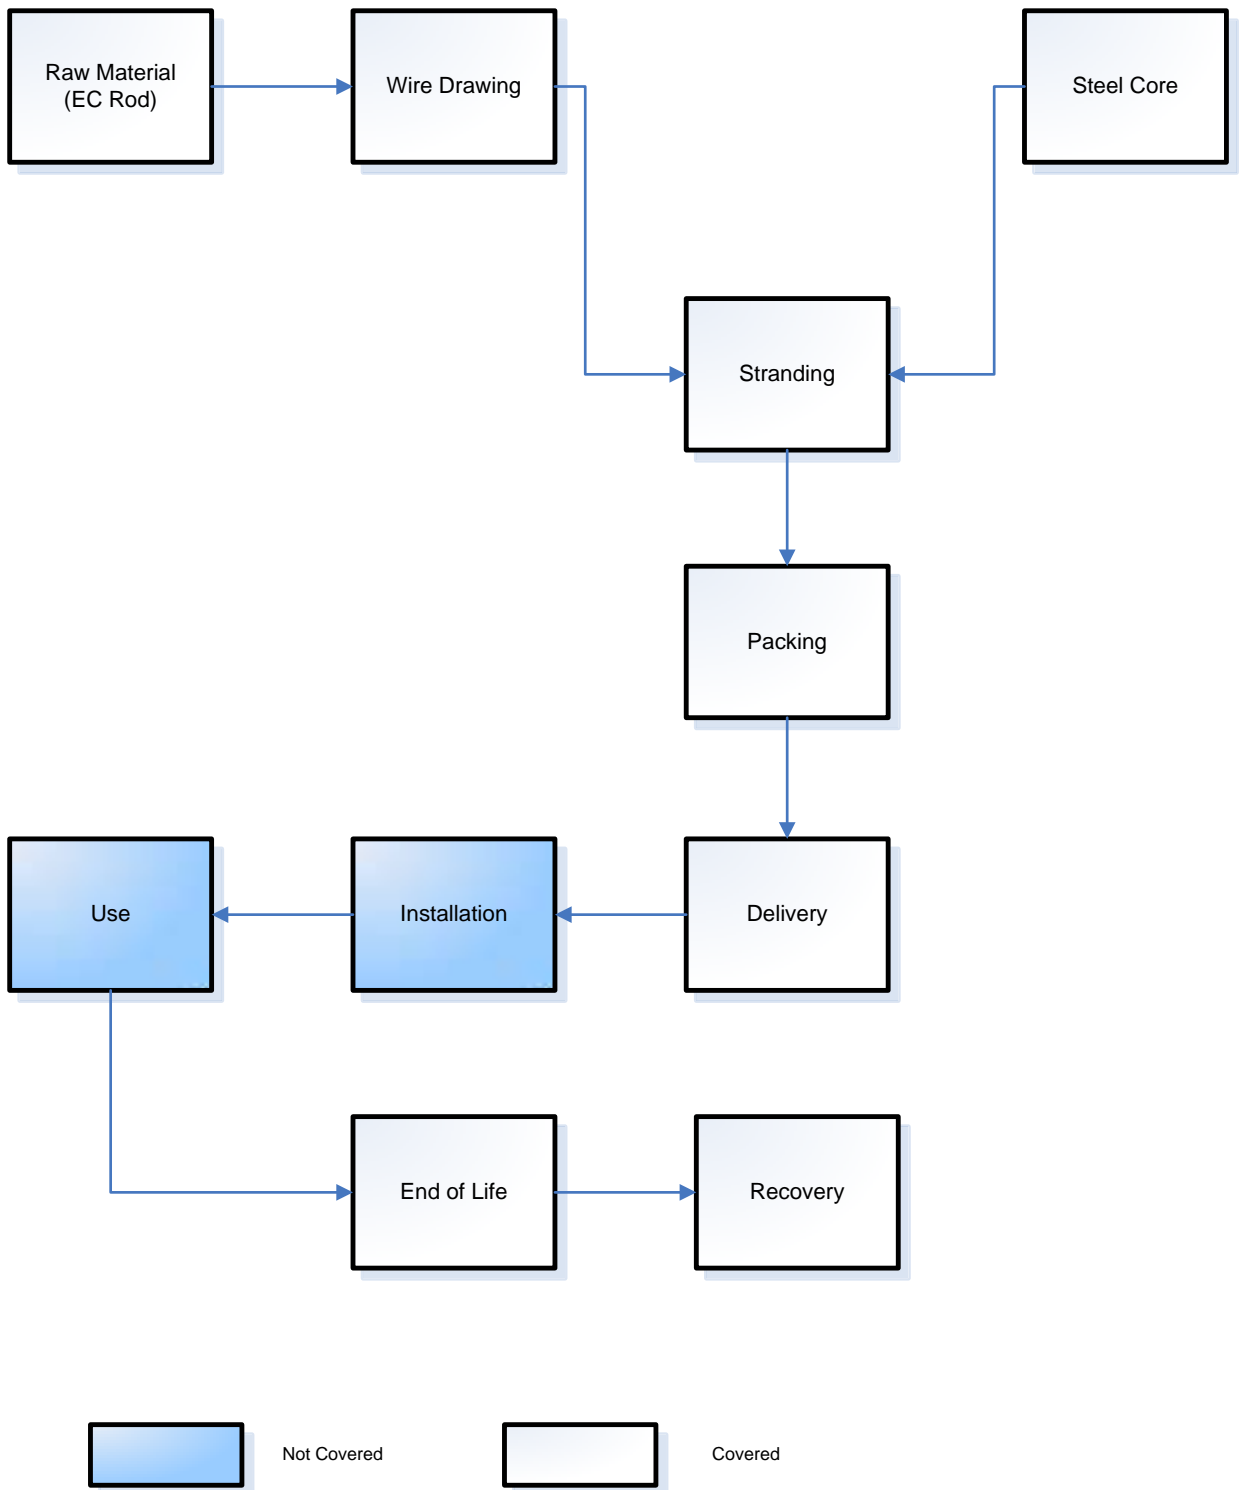 Raw Material
(EC Rod)
Wire Drawing
Steel Core
Stranding
Packing
Use
Installation
Delivery
End of Life
Recovery
Not Covered
Covered